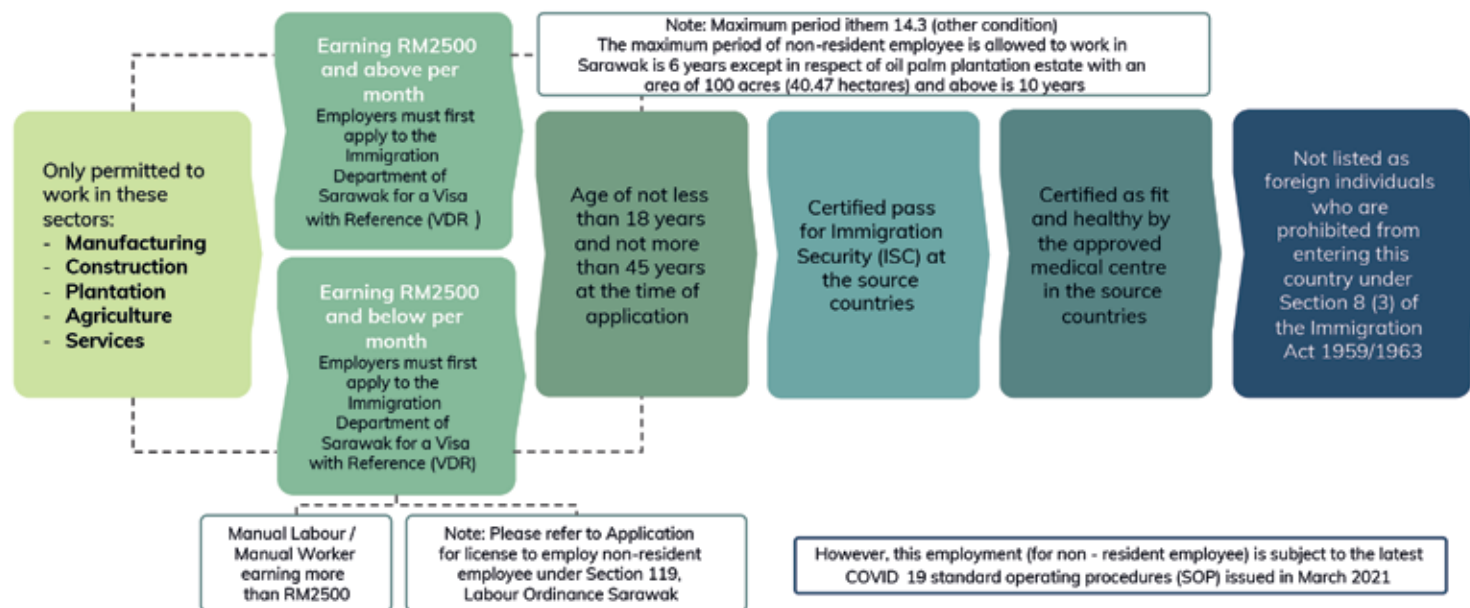 Only permitted to
work in these
sectors:
- Manufacturing
- Construction
- Plantation
- Agriculture
- Services
Earning RM2500
and above per
month
Employers must first
apply to the
Immigration
Department of
Sarawak for a Visa
with Reference (VDR )
Earning RM2500
and below per
month
Employers must first
apply to the
Immigration
Department of
Sarawak for a Visa
with Reference (VDR)
Manual Labour /
Manual Worker
earning more
than RM2500
Note: Please refer to Application
for license to employ non-resident
employee under Section 119,
Labour Ordinance Sarawak
Note: Maximum period ithem 14.3 (other condition)
The maximum period of non-resident employee is allowed to work in
Sarawak is 6 years except in respect of oil palm plantation estate with an
area of 100 acres (40.47 hectares) and above is 10 years
Age of not less
than 18 years
and not more
than 45 years
at the time of
application
Certified pass
for Immigration
Security (ISC) at
the source
countries
Certified as fit
and healthy by
the approved
medical centre
in the source
countries
Not listed as
foreign individuals
who are
prohibited from
entering this
country under
Section 8 (3) of
the Immigration
Act 1959/1963
However, this employment (for non - resident employee) is subject to the latest
COVID 19 standard operating procedures (SOP) issued in March 2021